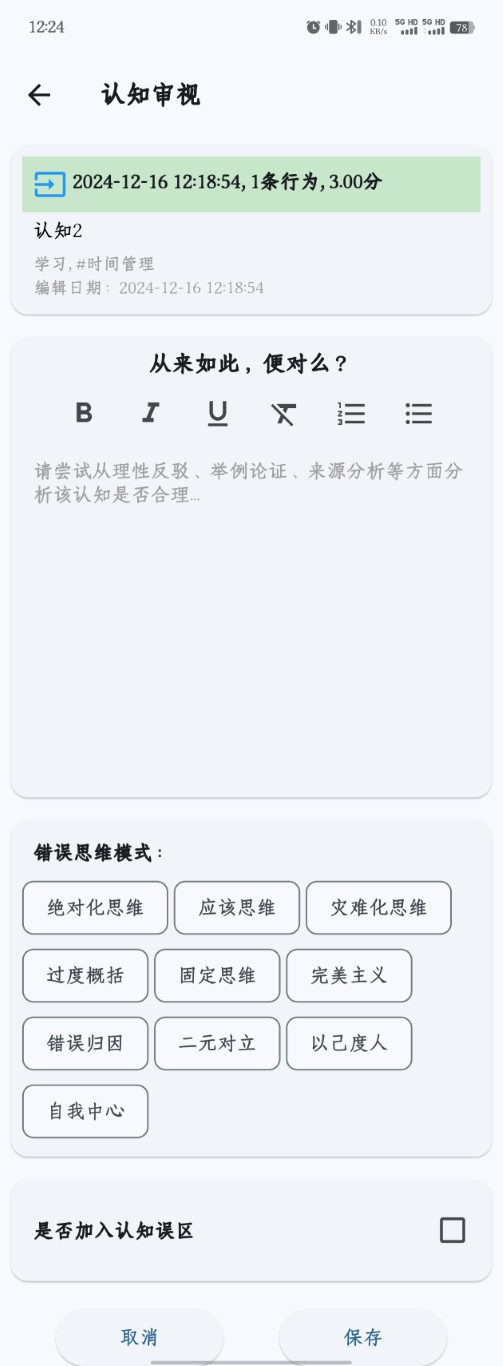 12:24
0.10 KB/s 5G HD 5G HD 78
认知审视
2024-12-16 12:18:54, 1条行为, 3.00分
认知2
学习, #时间管理
编辑日期：2024-12-16 12:18:54
从来如此，便对么？
B I U
请尝试从理性反驳、举例论证、来源分析等方面分
析该认知是否合理...
错误思维模式：
绝对化思维 应该思维 灾难化思维
过度概括 固定思维 完美主义
错误归因 二元对立 以己度人
自我中心
是否加入认知误区
取消 保存